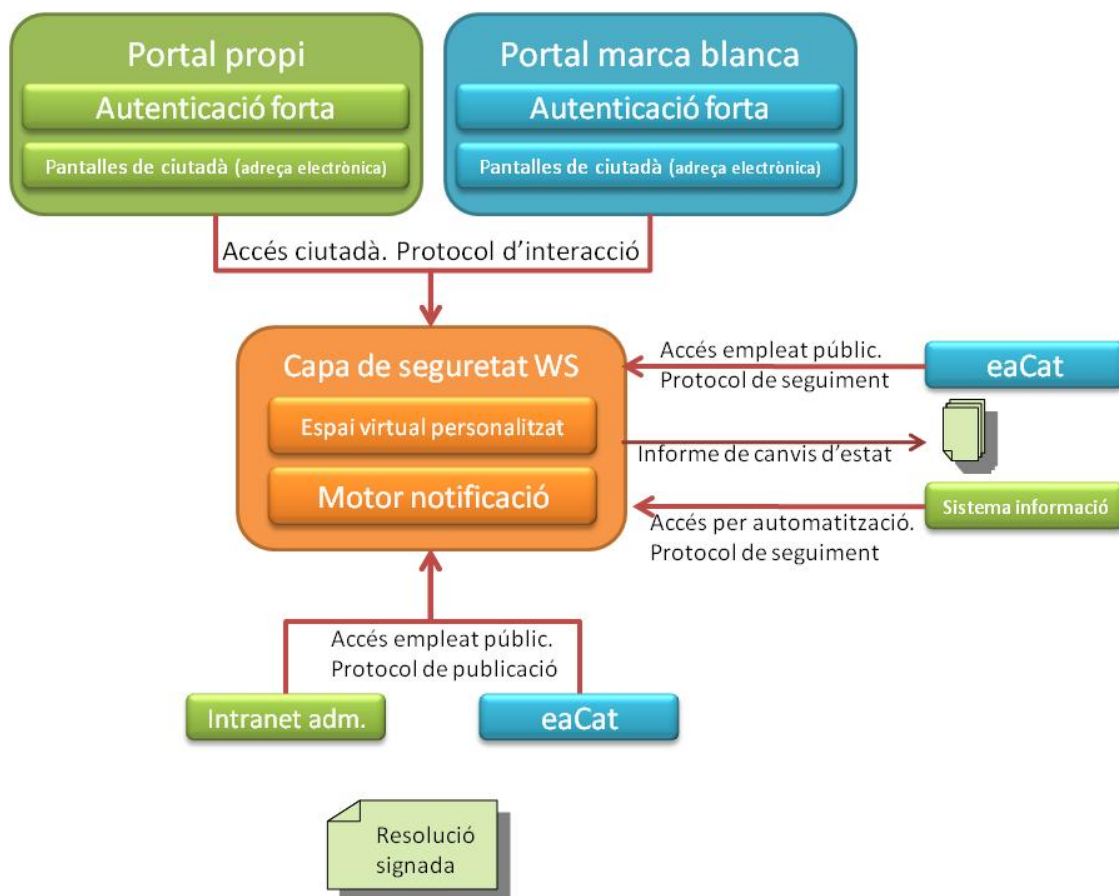 Portal propi
Autenticació forta
Pantalles de ciutadà (adreça electrònica)
Portal marca blanca
Autenticació forta
Pantalles de ciutadà (adreça electrònica)
Accés ciutadà. Protocol d’interacció
Capa de seguretat WS
Espai virtual personalitzat
Motor notificació
Accés empleat públic.
Protocol de seguiment
eaCat
Informe de canvis d’estat
Accés per automatització.
Protocol de seguiment
Sistema informació
Accés empleat públic.
Protocol de publicació
Intranet adm.
eaCat
Resolució
signada